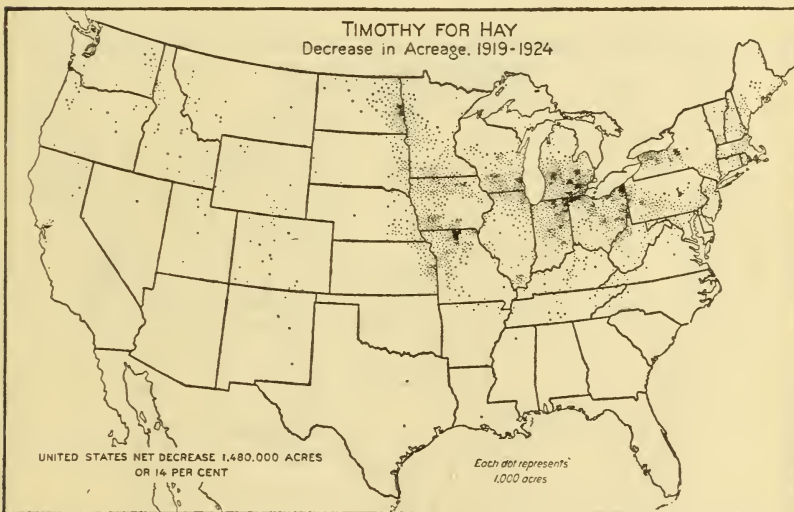 TIMOTHY FOR HAY
Decrease in Acreage, 1919-1924
UNITED STATES NET DECREASE 1,480,000 ACRES
OR 14 PER CENT
Each dot represents
1,000 acres